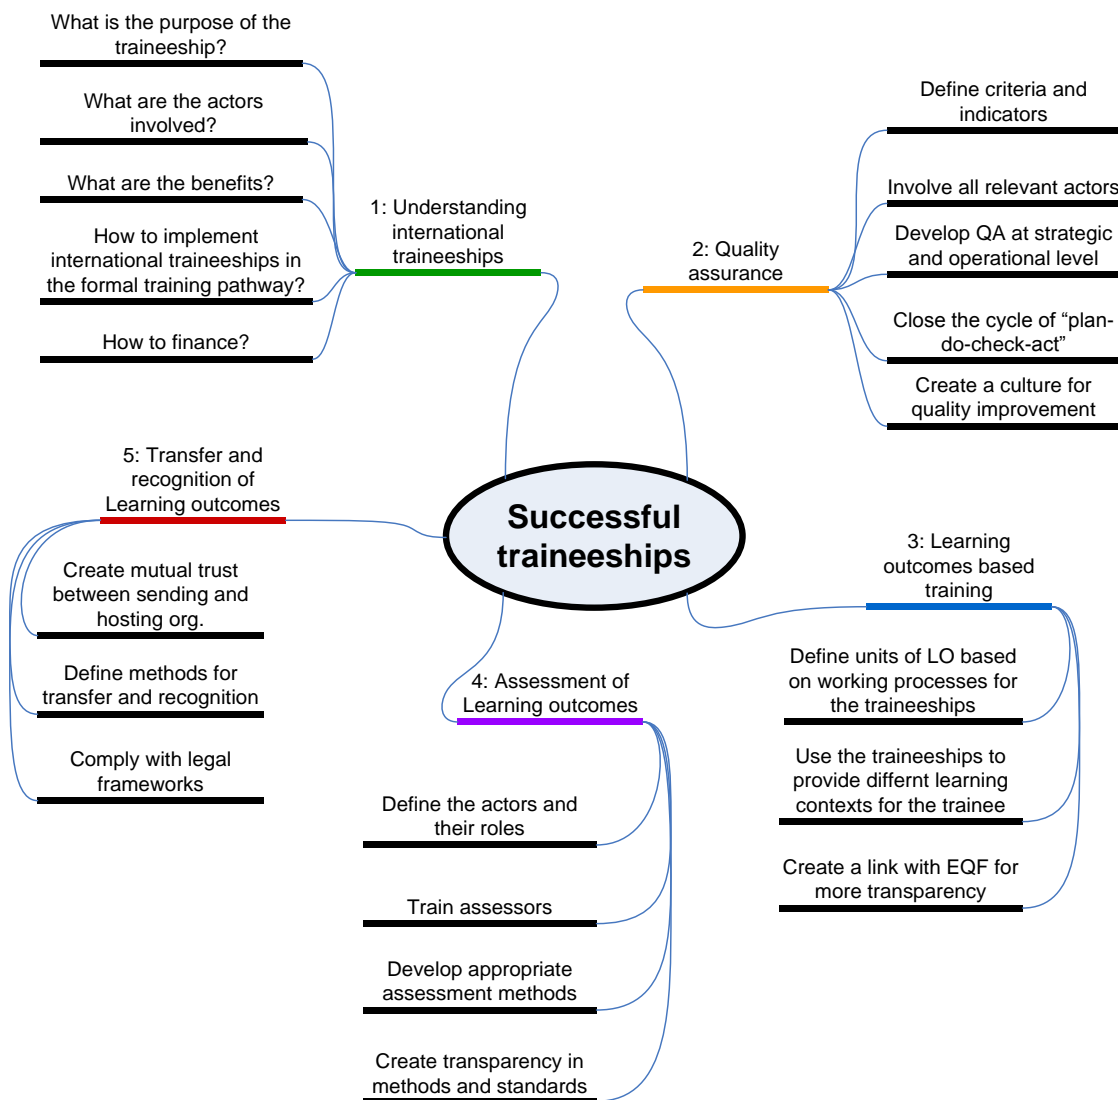 What is the purpose of the
traineeship?
What are the actors
involved?
What are the benefits?
How to implement
international traineeships in
the formal training pathway?
How to finance?
1: Understanding
international
traineeships
2: Quality
assurance
Define criteria and
indicators
Involve all relevant actors
Develop QA at strategic
and operational level
Close the cycle of “plan-
do-check-act”
Create a culture for
quality improvement
Successful
traineeships
5: Transfer and
recognition of
Learning outcomes
Create mutual trust
between sending and
hosting org.
Define methods for
transfer and recognition
Comply with legal
frameworks
4: Assessment of
Learning outcomes
Define the actors and
their roles
Train assessors
Develop appropriate
assessment methods
Create transparency in
methods and standards
3: Learning
outcomes based
training
Define units of LO based
on working processes for
the traineeships
Use the traineeships to
provide differnt learning
contexts for the trainee
Create a link with EQF for
more transparency